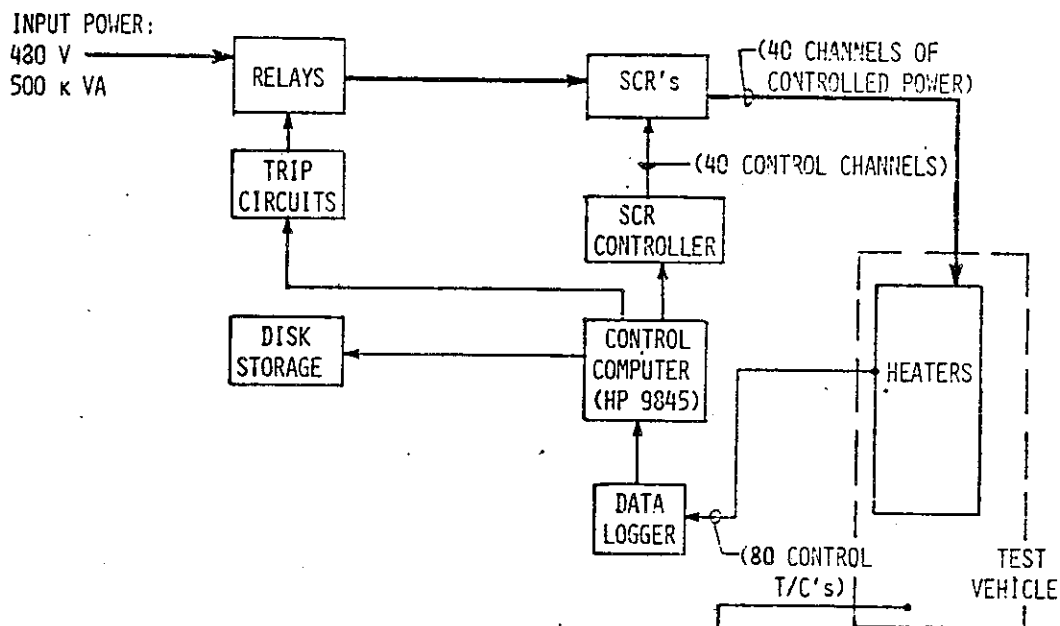 INPUT POWER:
480 V
500 K VA
RELAYS
SCR's
(40 CHANNELS OF
CONTROLLED POWER)
TRIP
CIRCUITS
(40 CONTROL CHANNELS)
SCR
CONTROLLER
DISK
STORAGE
CONTROL
COMPUTER
(HP 9845)
HEATERS
DATA
LOGGER
(80 CONTROL
T/C's)
TEST
VEHICLE